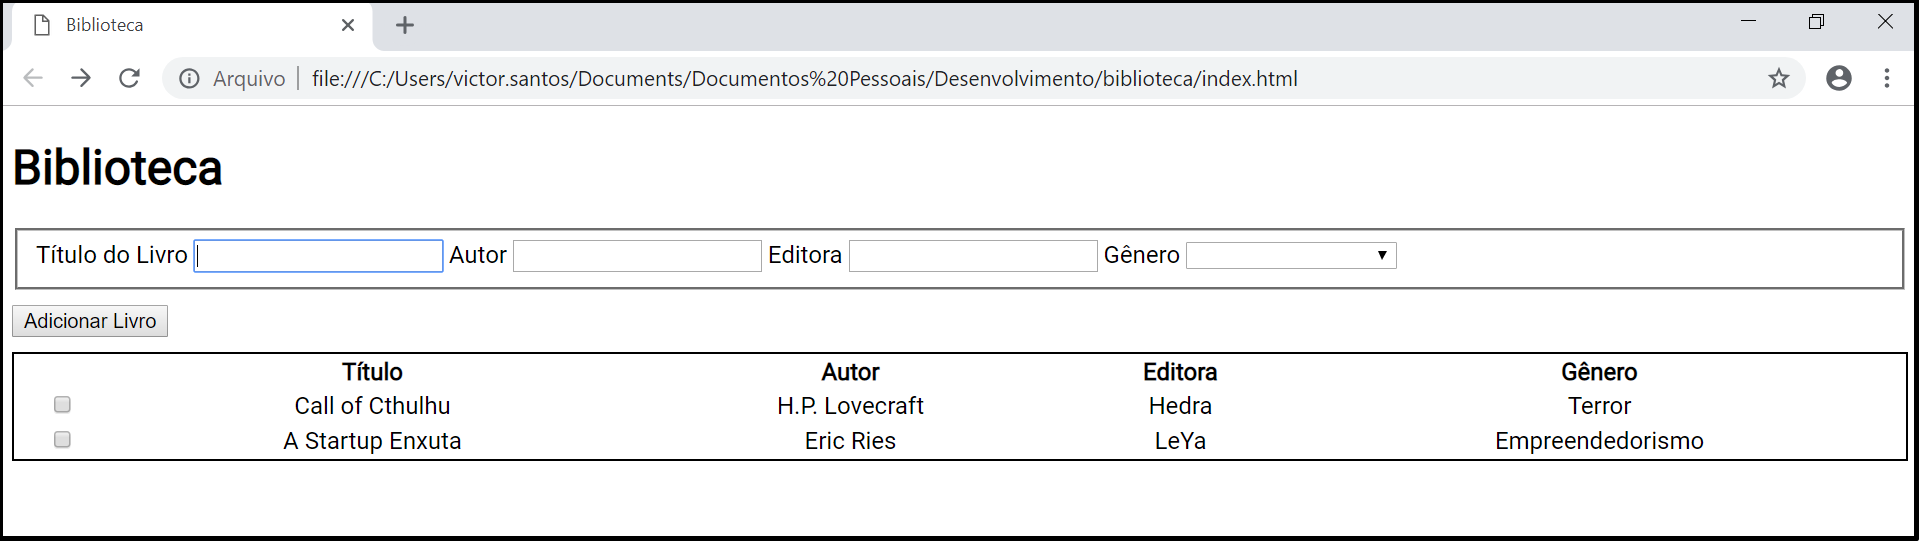 Biblioteca
Arquivo file:///C:/Users/victor.santos/Documents/Documentos%20Pessoais/Desenvolvimento/biblioteca/index.html
Biblioteca
Título do Livro Autor Editora Gênero
Adicionar Livro
Título Autor Editora Gênero
Call of Cthulhu H.P. Lovecraft Hedra Terror
A Startup Enxuta Eric Ries LeYa Empreendedorismo